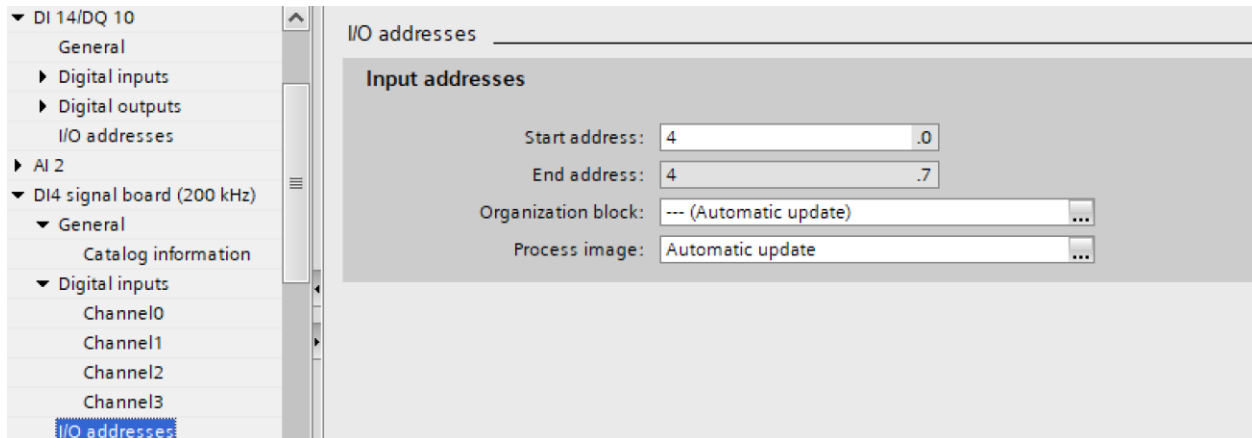 DI 14/DQ 10
General
Digital inputs
Digital outputs
I/O addresses
AI 2
DI4 signal board (200 kHz)
General
Catalog information
Digital inputs
Channel0
Channel1
Channel2
Channel3
I/O addresses
I/O addresses
Input addresses
Start address: 4 .0
End address: 4 .7
Organization block: --- (Automatic update) ...
Process image: Automatic update ...